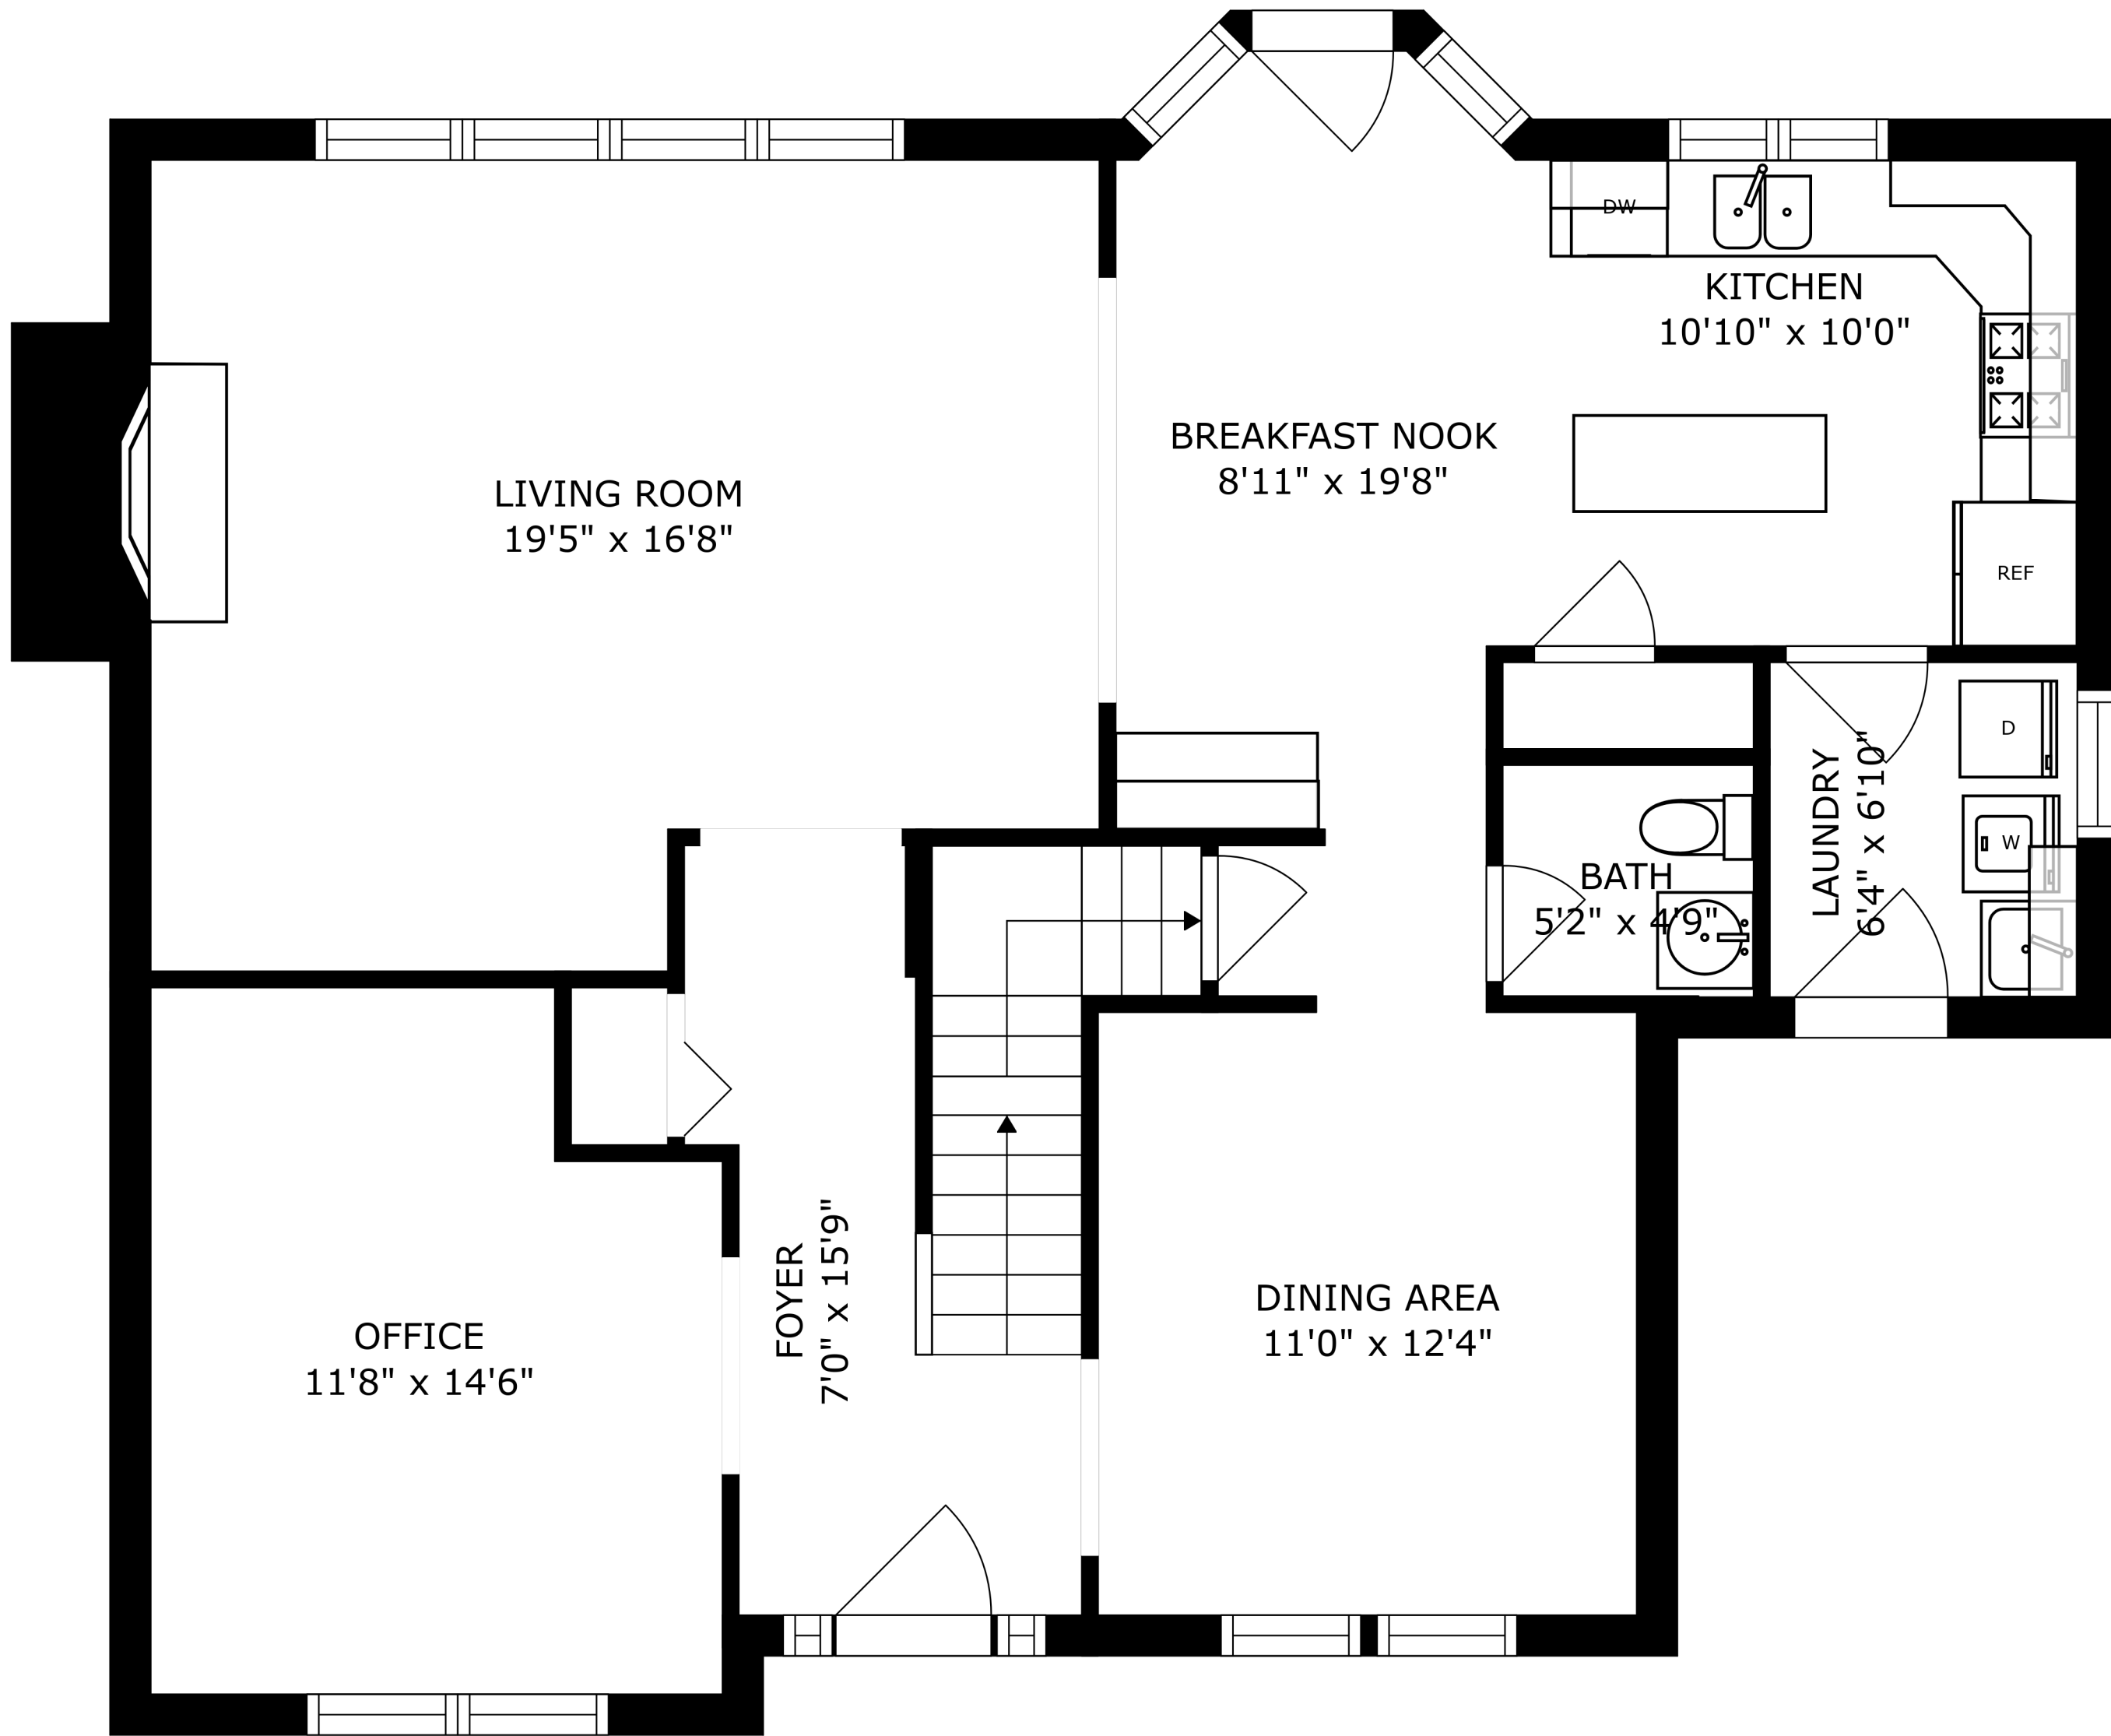 DW
KITCHEN
10'10" x 10'0"
BREAKFAST NOOK
8'11" x 19'8"
LIVING ROOM
19'5" x 16'8"
REF
D
W
LAUNDRY
6'4" x 6'10"
BATH
5'2" x 4'9"
FOYER
7'0" x 15'9"
DINING AREA
11'0" x 12'4"
OFFICE
11'8" x 14'6"